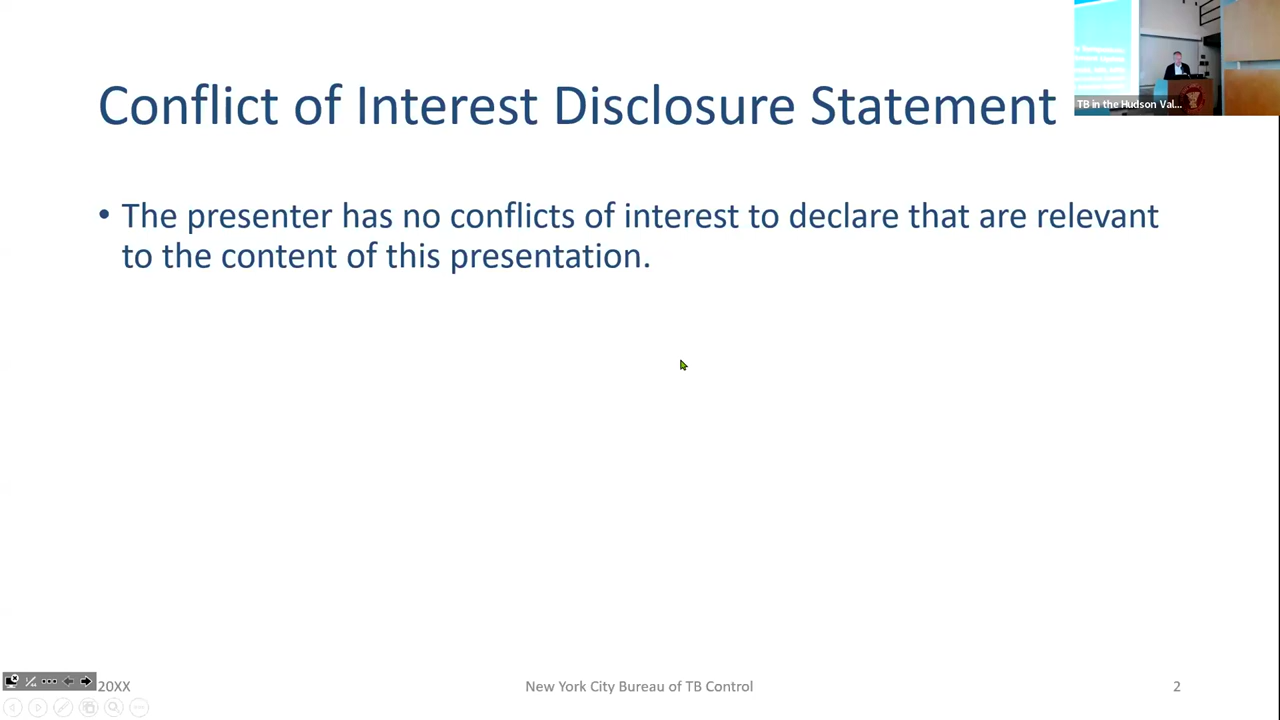 Conflict of Interest Disclosure Statement
TB in the Hudson Val...
• The presenter has no conflicts of interest to declare that are relevant
to the content of this presentation.
20XX
New York City Bureau of TB Control
2